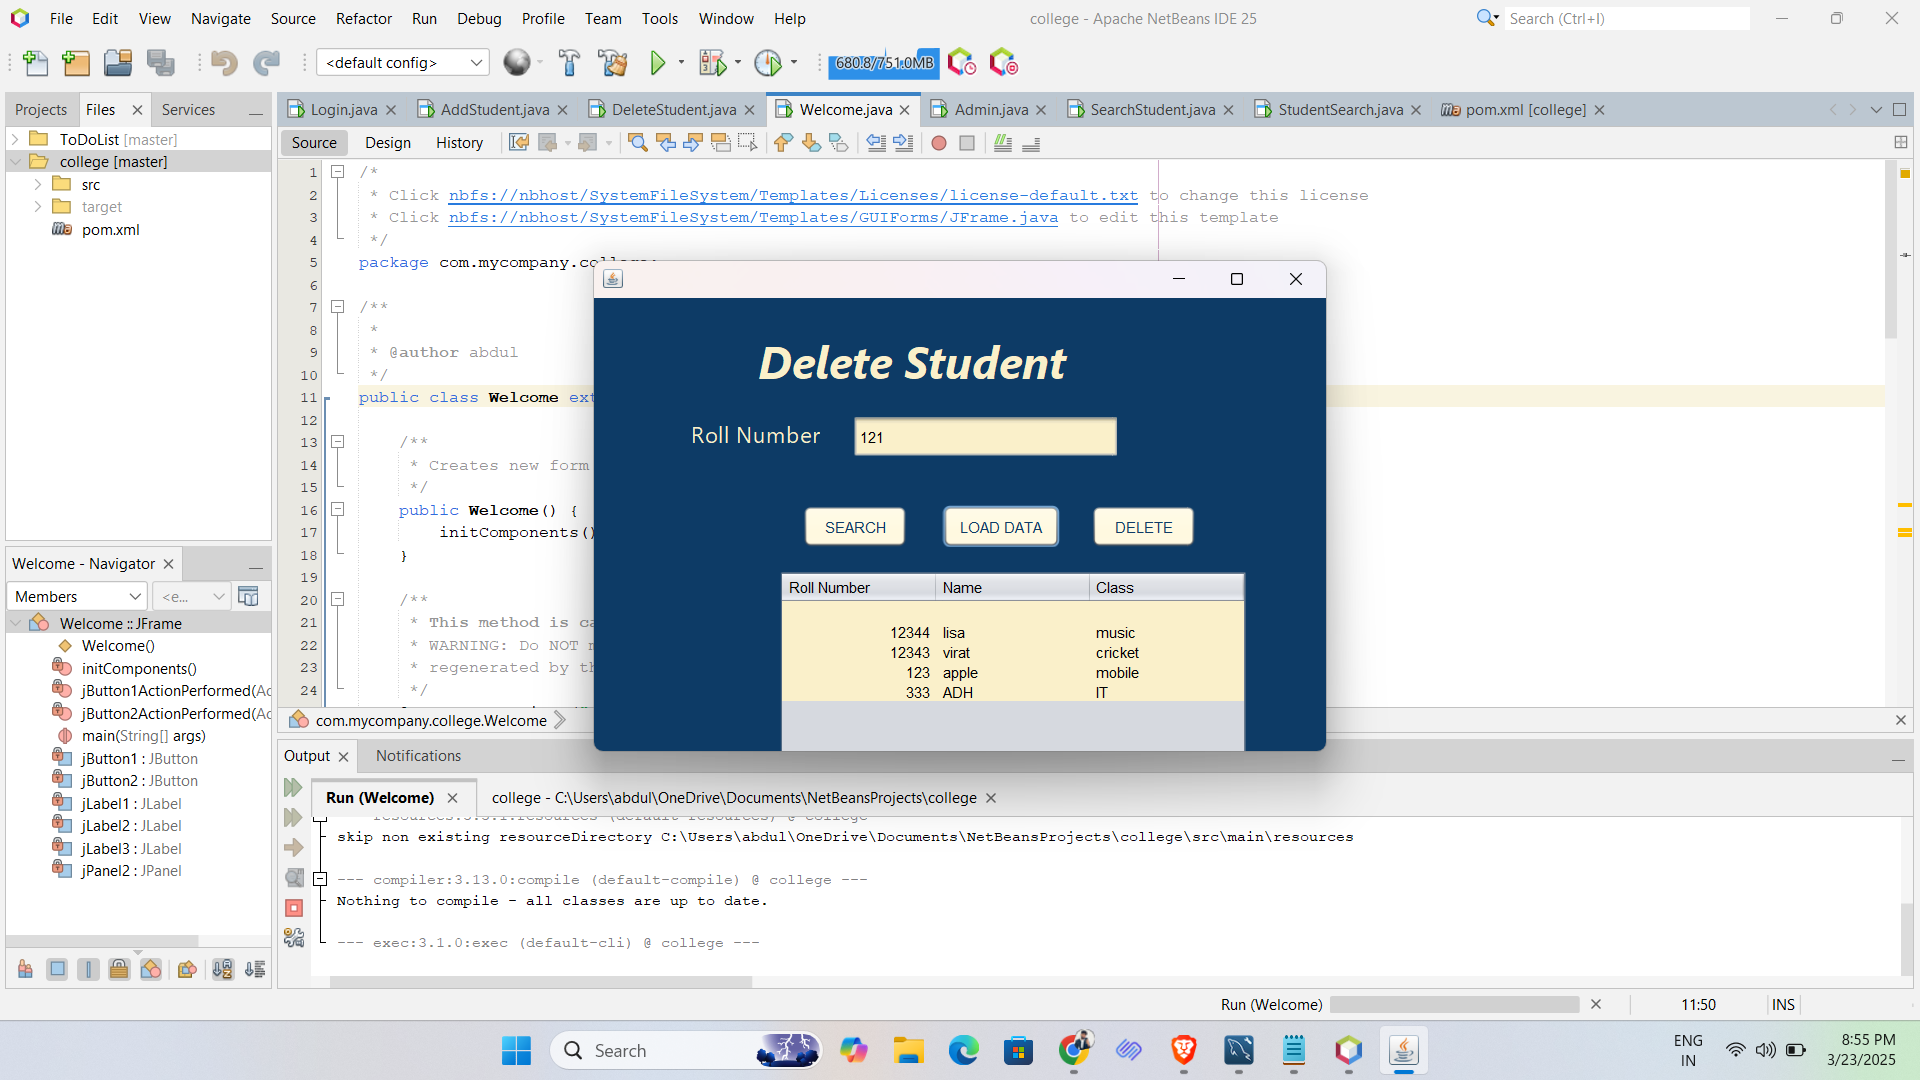 File Edit View Navigate Source Refactor Run Debug Profile Team Tools Window Help
college - Apache NetBeans IDE 25
Search (Ctrl+I)
<default config>
680.8/751.0MB
Projects Files Services
Login.java AddStudent.java DeleteStudent.java Welcome.java Admin.java SearchStudent.java StudentSearch.java pom.xml [college]
Source Design History
ToDoList [master]
college [master]
src
target
pom.xml
1 /*
2 * Click nbfs://nbhost/SystemFileSystem/Templates/Licenses/license-default.txt to change this license
3 * Click nbfs://nbhost/SystemFileSystem/Templates/GUIForms/JFrame.java to edit this template
4 */
5 package com.mycompany.college;
6
7 /**
8 *
9 * @author abdul
10 */
11 public class Welcome ext
12
13 /**
14 * Creates new form
15 */
16 public Welcome() {
17 initComponents()
18 }
19
20 /**
21 * This method is ca
22 * WARNING: Do NOT m
23 * regenerated by th
24 */
com.mycompany.college.Welcome
Delete Student
Roll Number 121
SEARCH LOAD DATA DELETE
Roll Number Name Class
12344 lisa music
12343 virat cricket
123 apple mobile
333 ADH IT
Welcome - Navigator
Members <e...
Welcome :: JFrame
Welcome()
initComponents()
jButton1ActionPerformed(Ac
jButton2ActionPerformed(Ac
main(String[] args)
jButton1 : JButton
jButton2 : JButton
jLabel1 : JLabel
jLabel2 : JLabel
jLabel3 : JLabel
jPanel2 : JPanel
Output Notifications
Run (Welcome) college - C:\Users\abdul\OneDrive\Documents\NetBeansProjects\college
skip non existing resourceDirectory C:\Users\abdul\OneDrive\Documents\NetBeansProjects\college\src\main\resources
--- compiler:3.13.0:compile (default-compile) @ college ---
Nothing to compile - all classes are up to date.
--- exec:3.1.0:exec (default-cli) @ college ---
Run (Welcome) 11:50 INS
Search
ENG
IN
8:55 PM
3/23/2025